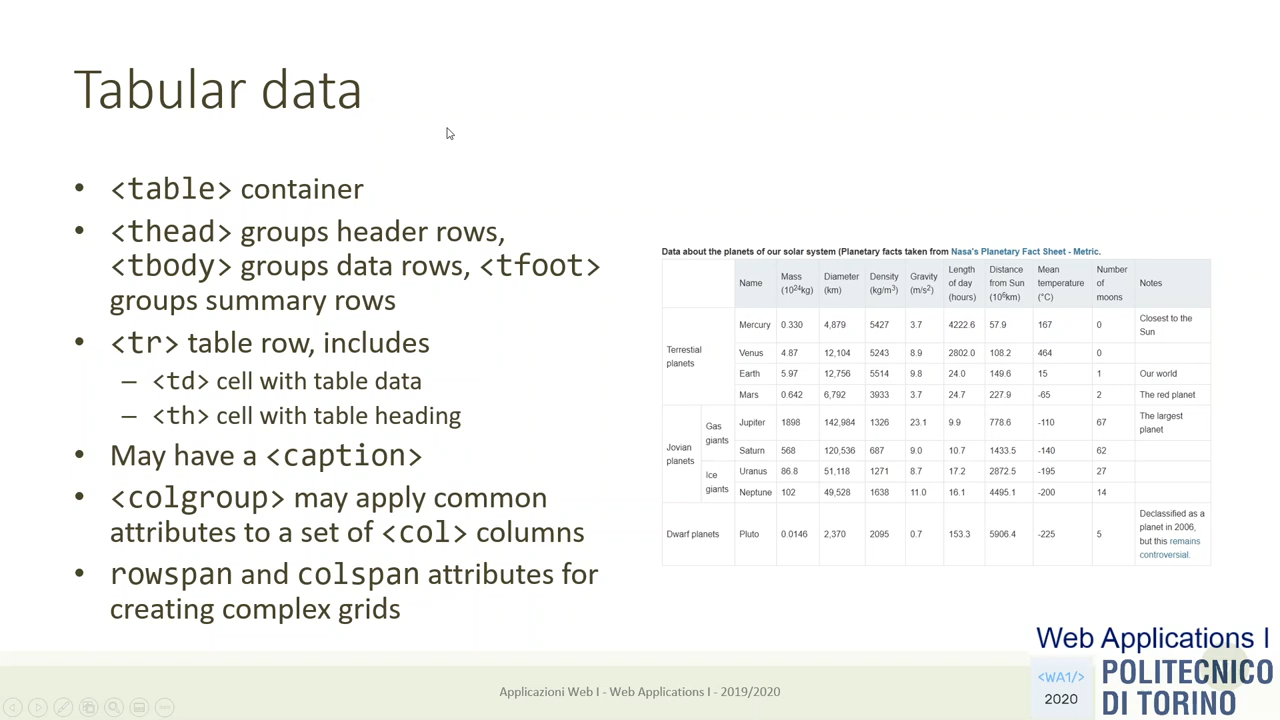 Tabular data
• <table> container
• <thead> groups header rows,
<tbody> groups data rows, <tfoot>
groups summary rows
• <tr> table row, includes
– <td> cell with table data
– <th> cell with table heading
• May have a <caption>
• <colgroup> may apply common
attributes to a set of <col> columns
• rowspan and colspan attributes for
creating complex grids
Data about the planets of our solar system (Planetary facts taken from Nasa's Planetary Fact Sheet - Metric.
Name Mass (10²⁴kg) Diameter (km) Density (kg/m³) Gravity (m/s²) Length of day (hours) Distance from Sun (10⁶km) Mean temperature (°C) Number of moons Notes
Terrestial planets Mercury 0.330 4,879 5427 3.7 4222.6 57.9 167 0 Closest to the Sun
Venus 4.87 12,104 5243 8.9 2802.0 108.2 464 0
Earth 5.97 12,756 5514 9.8 24.0 149.6 15 1 Our world
Mars 0.642 6,792 3933 3.7 24.7 227.9 -65 2 The red planet
Jovian planets Gas giants Jupiter 1898 142,984 1326 23.1 9.9 778.6 -110 67 The largest planet
Saturn 568 120,536 687 9.0 10.7 1433.5 -140 62
Ice giants Uranus 86.8 51,118 1271 8.7 17.2 2872.5 -195 27
Neptune 102 49,528 1638 11.0 16.1 4495.1 -200 14
Dwarf planets Pluto 0.0146 2,370 2095 0.7 153.3 5906.4 -225 5 Declassified as a planet in 2006, but this remains controversial.
Applicazioni Web I - Web Applications I - 2019/2020
Web Applications I
<WA1/>
2020
POLITECNICO
DI TORINO